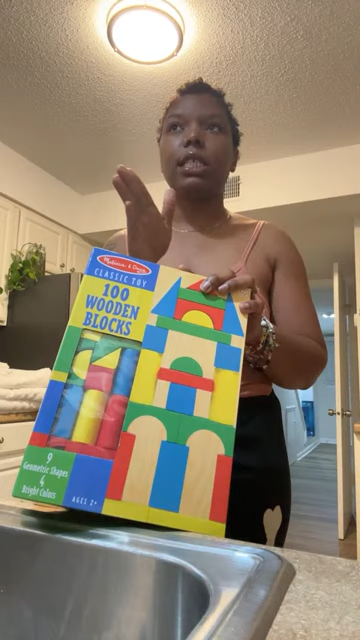 Melissa & Doug
CLASSIC TOY
100
WOODEN
BLOCKS
9
Geometric Shapes
4
Bright Colors
AGES 2+